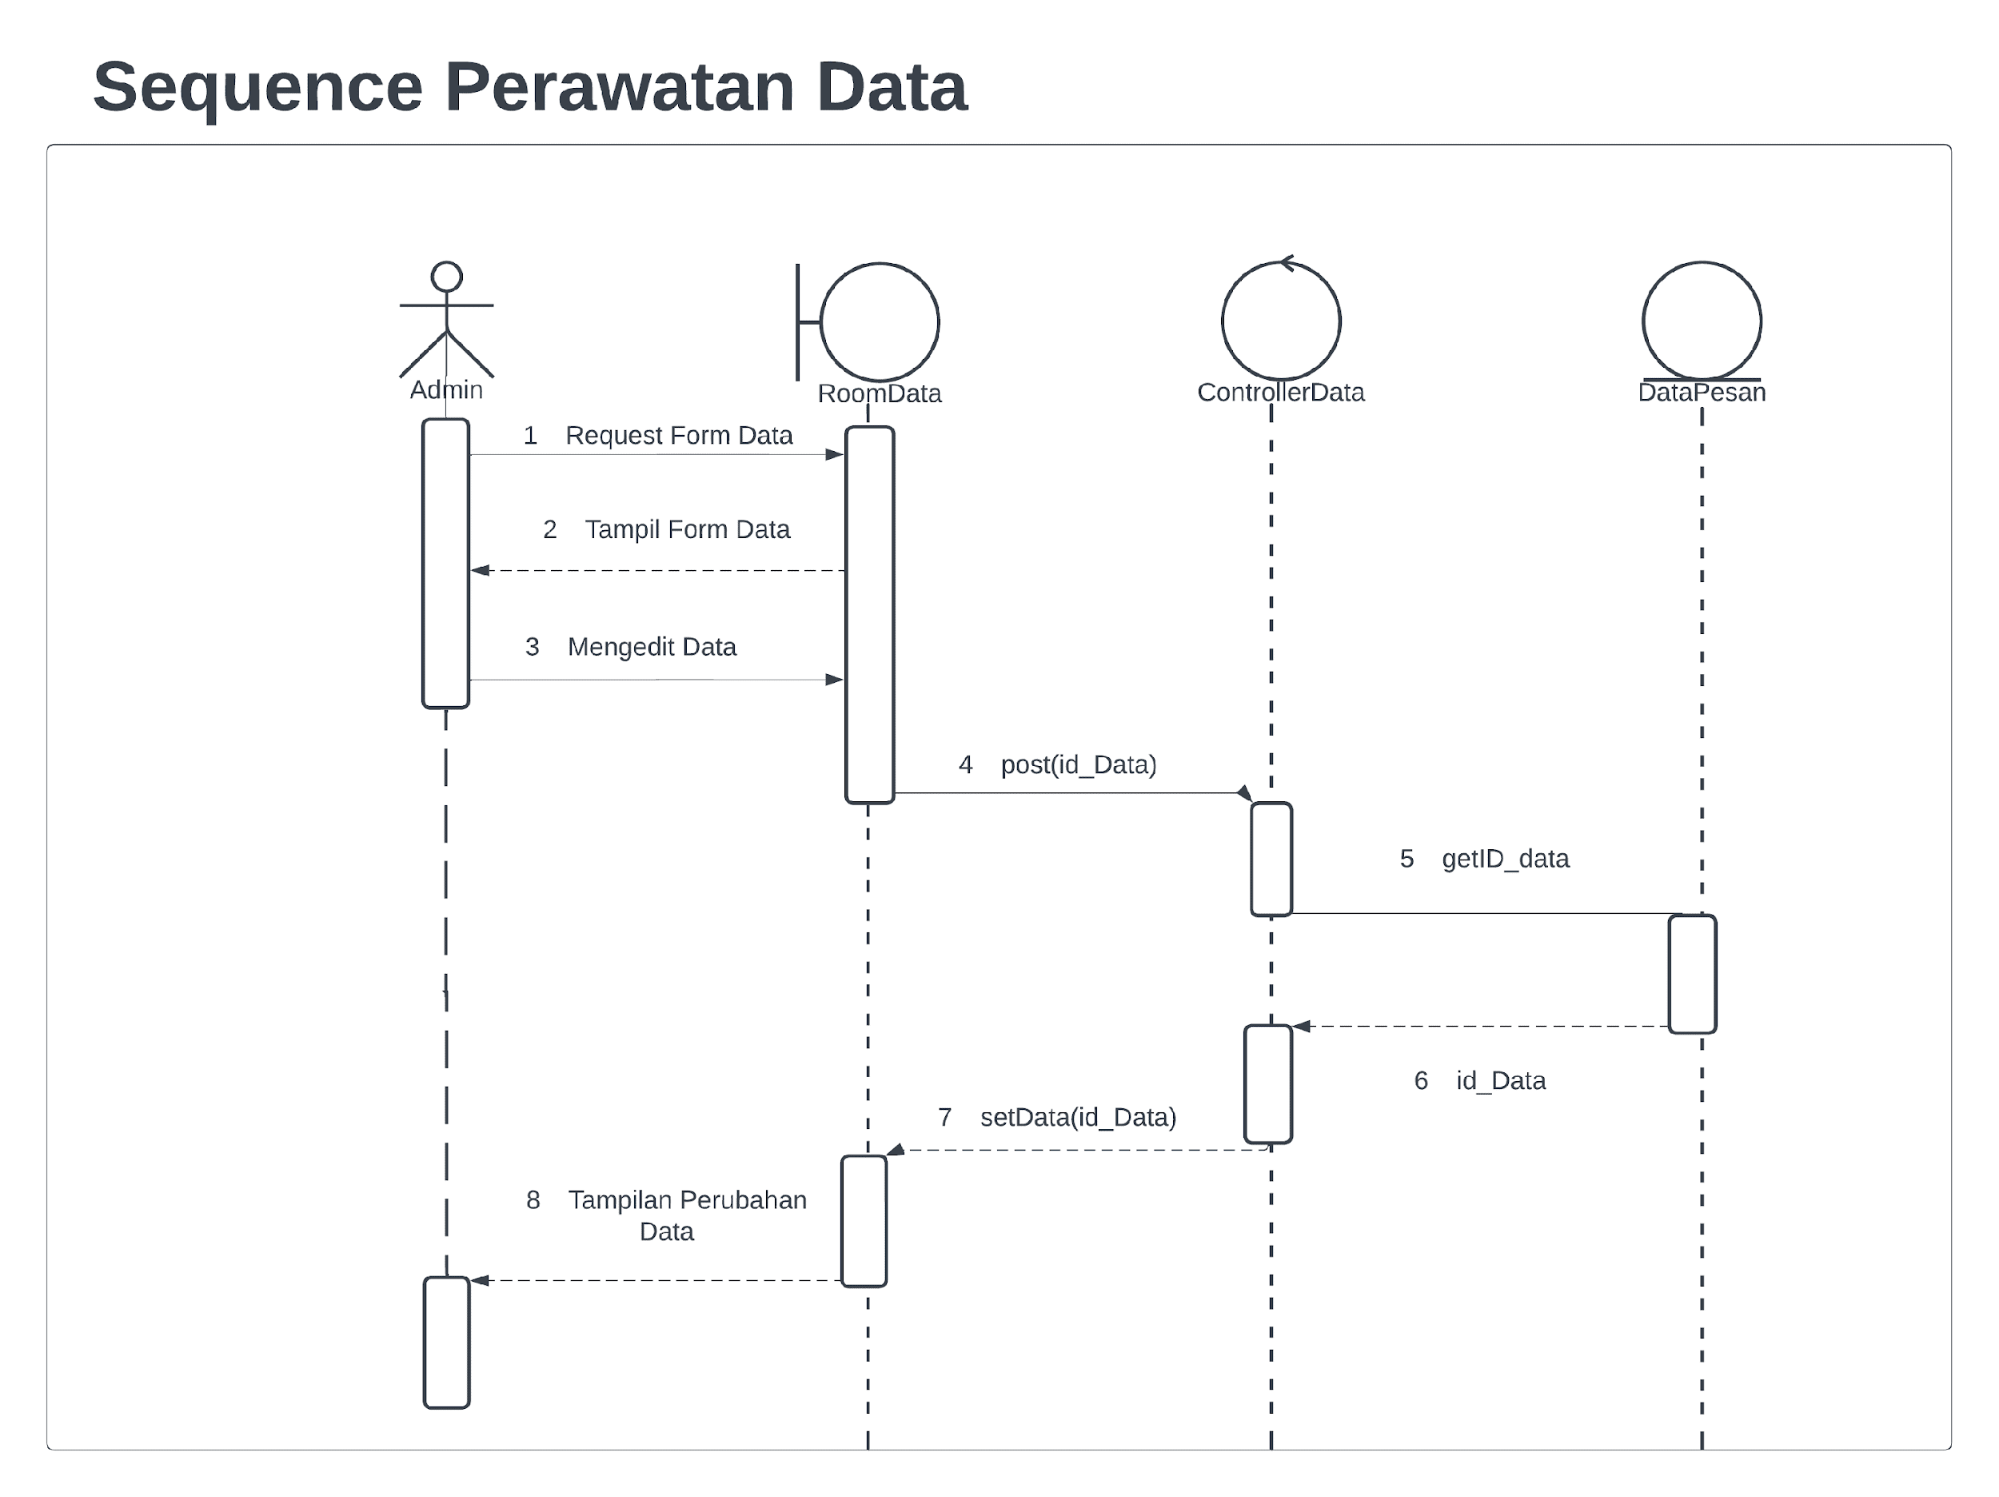 Sequence Perawatan Data
Admin
RoomData
ControllerData
DataPesan
1 Request Form Data
2 Tampil Form Data
3 Mengedit Data
4 post(id_Data)
5 getID_data
6 id_Data
7 setData(id_Data)
8 Tampilan Perubahan
Data